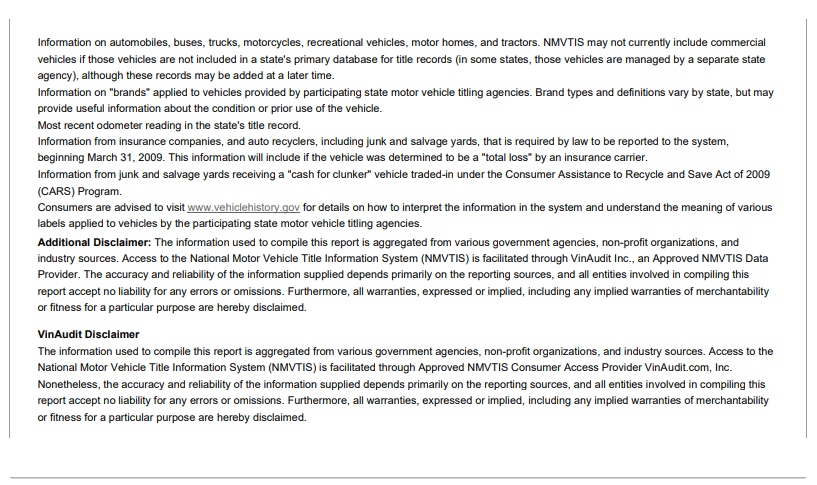 Information on automobiles, buses, trucks, motorcycles, recreational vehicles, motor homes, and tractors. NMVTIS may not currently include commercial
vehicles if those vehicles are not included in a state's primary database for title records (in some states, those vehicles are managed by a separate state
agency), although these records may be added at a later time.
Information on "brands" applied to vehicles provided by participating state motor vehicle titling agencies. Brand types and definitions vary by state, but may
provide useful information about the condition or prior use of the vehicle.
Most recent odometer reading in the state's title record.
Information from insurance companies, and auto recyclers, including junk and salvage yards, that is required by law to be reported to the system,
beginning March 31, 2009. This information will include if the vehicle was determined to be a "total loss" by an insurance carrier.
Information from junk and salvage yards receiving a "cash for clunker" vehicle traded-in under the Consumer Assistance to Recycle and Save Act of 2009
(CARS) Program.
Consumers are advised to visit www.vehiclehistory.gov for details on how to interpret the information in the system and understand the meaning of various
labels applied to vehicles by the participating state motor vehicle titling agencies.
Additional Disclaimer: The information used to compile this report is aggregated from various government agencies, non-profit organizations, and
industry sources. Access to the National Motor Vehicle Title Information System (NMVTIS) is facilitated through VinAudit Inc., an Approved NMVTIS Data
Provider. The accuracy and reliability of the information supplied depends primarily on the reporting sources, and all entities involved in compiling this
report accept no liability for any errors or omissions. Furthermore, all warranties, expressed or implied, including any implied warranties of merchantability
or fitness for a particular purpose are hereby disclaimed.
VinAudit Disclaimer
The information used to compile this report is aggregated from various government agencies, non-profit organizations, and industry sources. Access to the
National Motor Vehicle Title Information System (NMVTIS) is facilitated through Approved NMVTIS Consumer Access Provider VinAudit.com, Inc.
Nonetheless, the accuracy and reliability of the information supplied depends primarily on the reporting sources, and all entities involved in compiling this
report accept no liability for any errors or omissions. Furthermore, all warranties, expressed or implied, including any implied warranties of merchantability
or fitness for a particular purpose are hereby disclaimed.